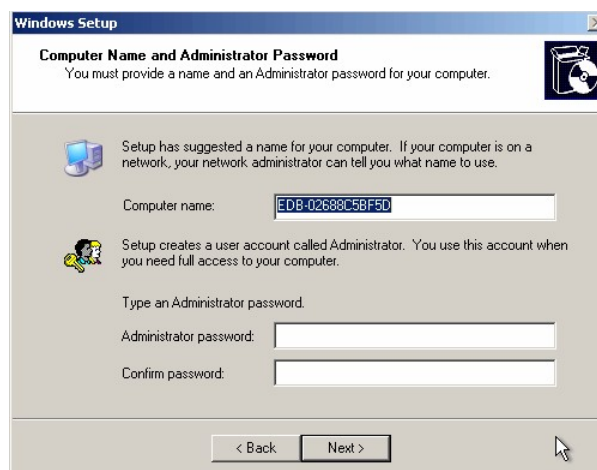 Windows Setup
Computer Name and Administrator Password
You must provide a name and an Administrator password for your computer.
Setup has suggested a name for your computer. If your computer is on a
network, your network administrator can tell you what name to use.
Computer name: EDB-02688C5BF5D
Setup creates a user account called Administrator. You use this account when
you need full access to your computer.
Type an Administrator password.
Administrator password:
Confirm password:
< Back Next >